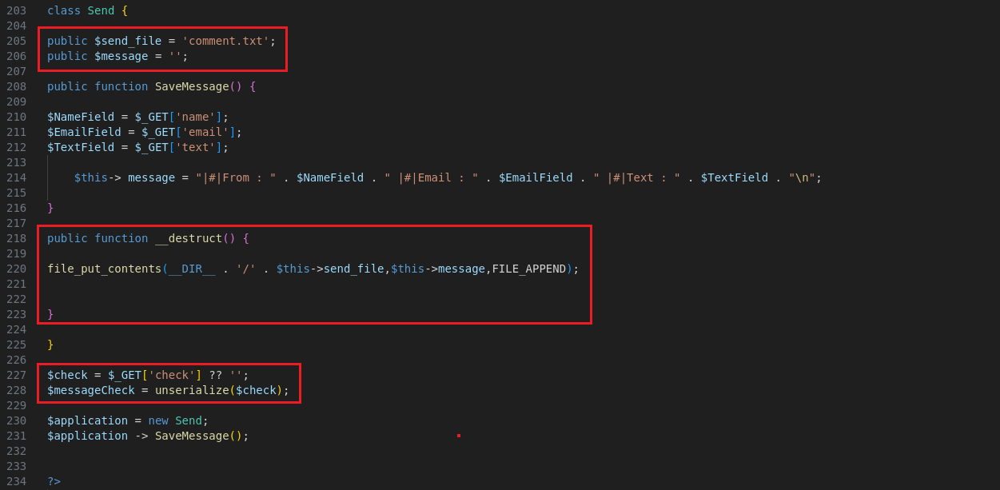 203 class Send {
204
205 public $send_file = 'comment.txt';
206 public $message = '';
207
208 public function SaveMessage() {
209
210 $NameField = $_GET['name'];
211 $EmailField = $_GET['email'];
212 $TextField = $_GET['text'];
213
214 $this-> message = "|#|From : " . $NameField . " |#|Email : " . $EmailField . " |#|Text : " . $TextField . "\n";
215
216 }
217
218 public function __destruct() {
219
220 file_put_contents(__DIR__ . '/' . $this->send_file,$this->message,FILE_APPEND);
221
222
223 }
224
225 }
226
227 $check = $_GET['check'] ?? '';
228 $messageCheck = unserialize($check);
229
230 $application = new Send;
231 $application -> SaveMessage();
232
233
234 ?>